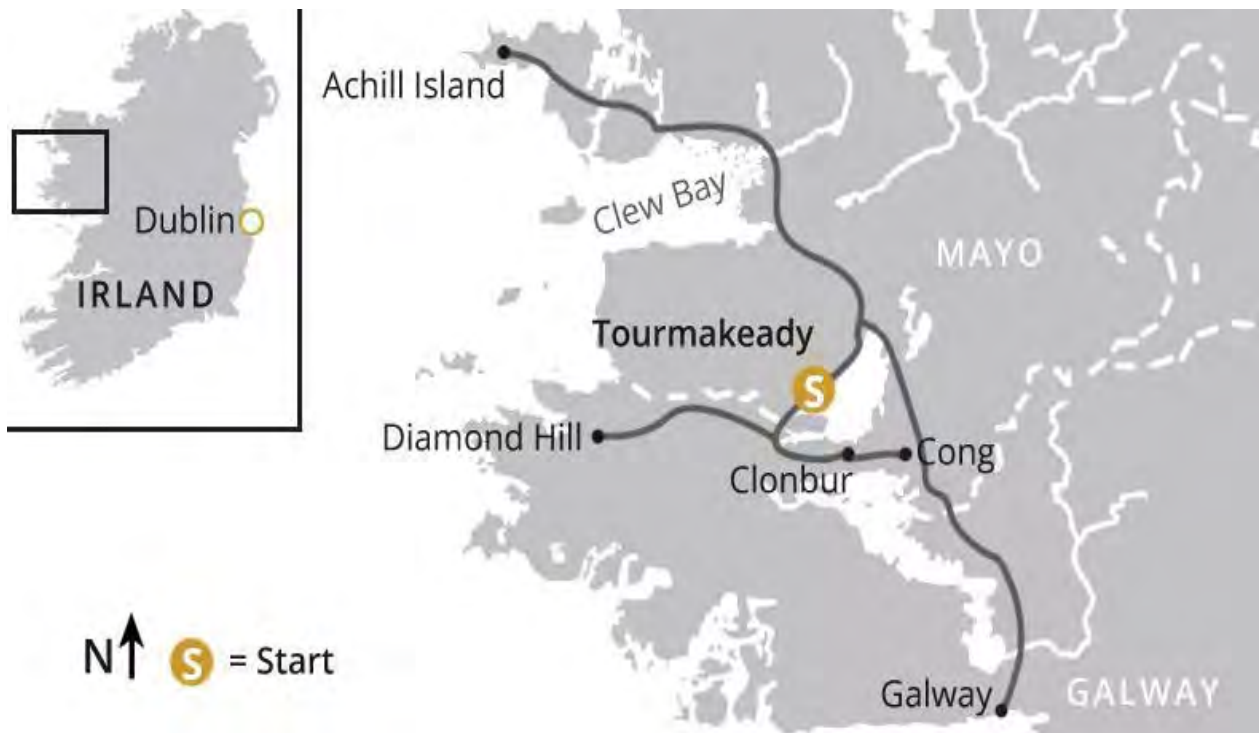 Achill Island
Clew Bay
Dublin
IRLAND
MAYO
Tourmakeady
S
Diamond Hill
Cong
Clonbur
N
S = Start
Galway
GALWAY